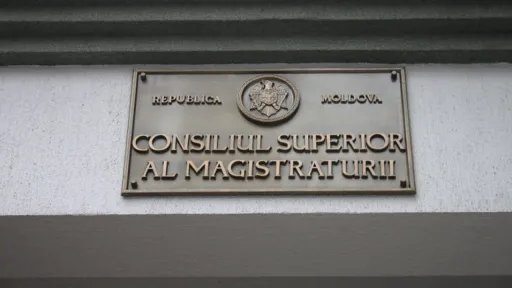 REPUBLICA MOLDOVA
CONSILIUL SUPERIOR
AL MAGISTRATURII